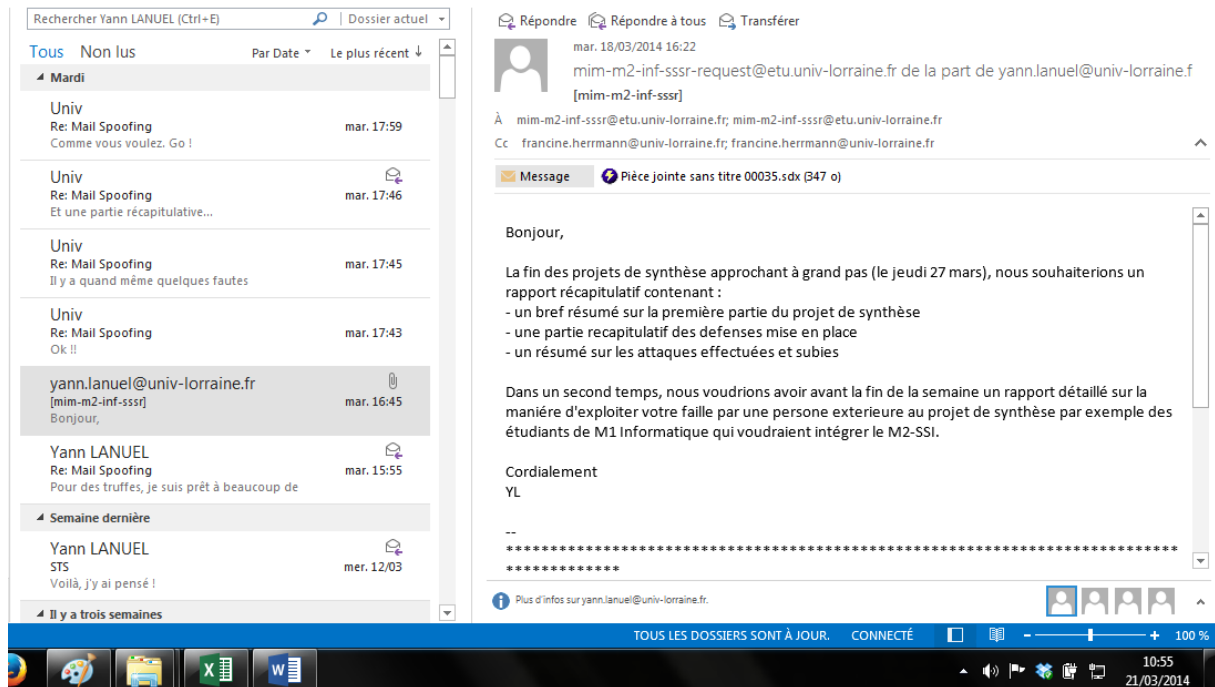 Rechercher Yann LANUEL (Ctrl+E)
Dossier actuel
Tous Non lus Par Date Le plus récent ↓
Mardi
Univ
Re: Mail Spoofing mar. 17:59
Comme vous voulez. Go !
Univ
Re: Mail Spoofing mar. 17:46
Et une partie récapitulative...
Univ
Re: Mail Spoofing mar. 17:45
Il y a quand même quelques fautes
Univ
Re: Mail Spoofing mar. 17:43
Ok !!
yann.lanuel@univ-lorraine.fr
[mim-m2-inf-sssr] mar. 16:45
Bonjour,
Yann LANUEL
Re: Mail Spoofing mar. 15:55
Pour des truffes, je suis prêt à beaucoup de
Semaine dernière
Yann LANUEL
STS mer. 12/03
Voilà, j'y ai pensé !
Il y a trois semaines
Répondre Répondre à tous Transférer
mar. 18/03/2014 16:22
mim-m2-inf-sssr-request@etu.univ-lorraine.fr de la part de yann.lanuel@univ-lorraine.f
[mim-m2-inf-sssr]
À mim-m2-inf-sssr@etu.univ-lorraine.fr; mim-m2-inf-sssr@etu.univ-lorraine.fr
Cc francine.herrmann@univ-lorraine.fr; francine.herrmann@univ-lorraine.fr
Message Pièce jointe sans titre 00035.sdx (347 o)
Bonjour,
La fin des projets de synthèse approchant à grand pas (le jeudi 27 mars), nous souhaiterions un
rapport récapitulatif contenant :
- un bref résumé sur la première partie du projet de synthèse
- une partie recapitulatif des defenses mise en place
- un résumé sur les attaques effectuées et subies
Dans un second temps, nous voudrions avoir avant la fin de la semaine un rapport détaillé sur la
maniére d'exploiter votre faille par une persone exterieure au projet de synthèse par exemple des
étudiants de M1 Informatique qui voudraient intégrer le M2-SSI.
Cordialement
YL
--
******************************************************************************
*************
Plus d'infos sur yann.lanuel@univ-lorraine.fr.
TOUS LES DOSSIERS SONT À JOUR. CONNECTÉ 100 %
10:55
21/03/2014